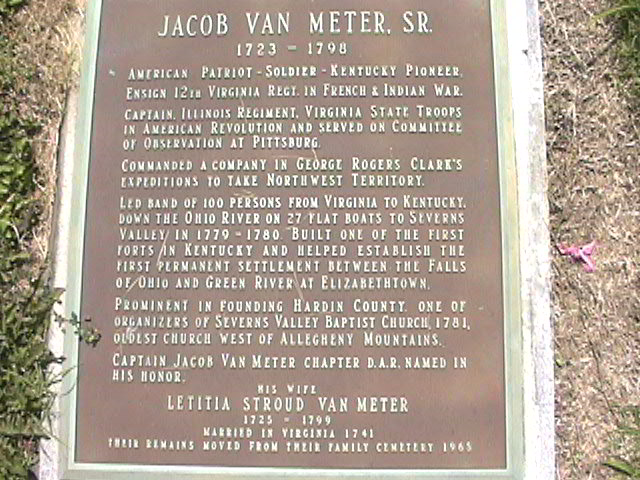 JACOB VAN METER, SR.
1723 = 1798
AMERICAN PATRIOT - SOLDIER - KENTUCKY PIONEER.
ENSIGN 12TH VIRGINIA REGT. IN FRENCH & INDIAN WAR.
CAPTAIN, ILLINOIS REGIMENT, VIRGINIA STATE TROOPS
IN AMERICAN REVOLUTION AND SERVED ON COMMITTEE
OF OBSERVATION AT PITTSBURG.
COMMANDED A COMPANY IN GEORGE ROGERS CLARK'S
EXPEDITIONS TO TAKE NORTHWEST TERRITORY.
LED BAND OF 100 PERSONS FROM VIRGINIA TO KENTUCKY,
DOWN THE OHIO RIVER ON 27 FLAT BOATS TO SEVERNS
VALLEY IN 1779 - 1780. BUILT ONE OF THE FIRST
FORTS IN KENTUCKY AND HELPED ESTABLISH THE
FIRST PERMANENT SETTLEMENT BETWEEN THE FALLS
OF OHIO AND GREEN RIVER AT ELIZABETHTOWN.
PROMINENT IN FOUNDING HARDIN COUNTY. ONE OF
ORGANIZERS OF SEVERNS VALLEY BAPTIST CHURCH, 1781,
OLDEST CHURCH WEST OF ALLEGHENY MOUNTAINS.
CAPTAIN JACOB VAN METER CHAPTER D.A.R. NAMED IN
HIS HONOR.
HIS WIFE
LETITIA STROUD VAN METER
1725 = 1799
MARRIED IN VIRGINIA 1741
THEIR REMAINS MOVED FROM THEIR FAMILY CEMETERY 1965